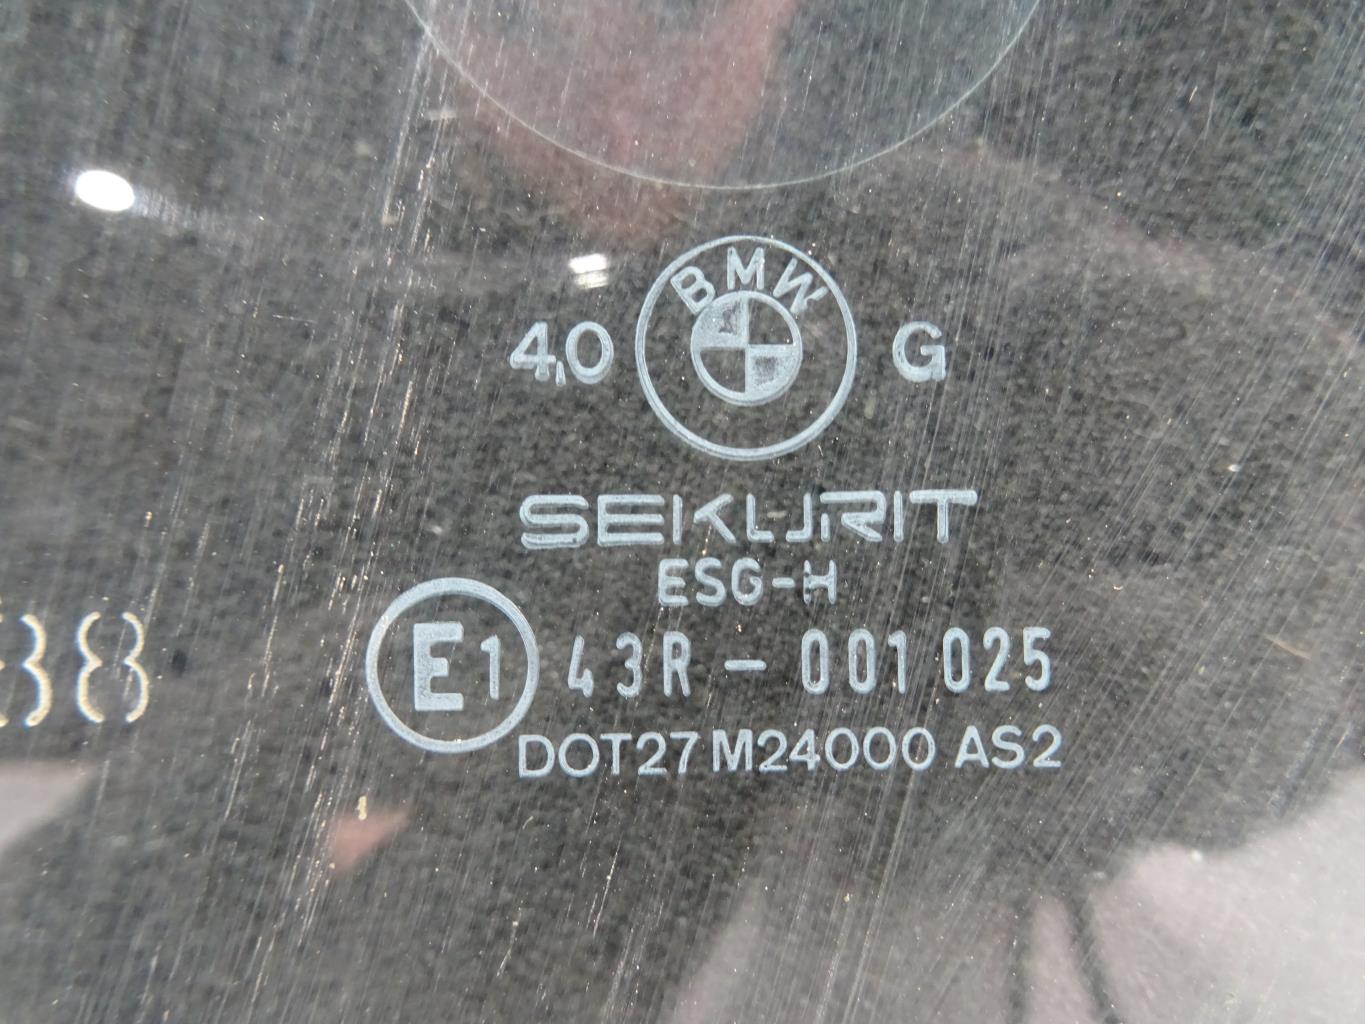 BMW
4,0 G
SEKURIT
ESG-H
E1 43R - 001 025
DOT27 M24000 AS2